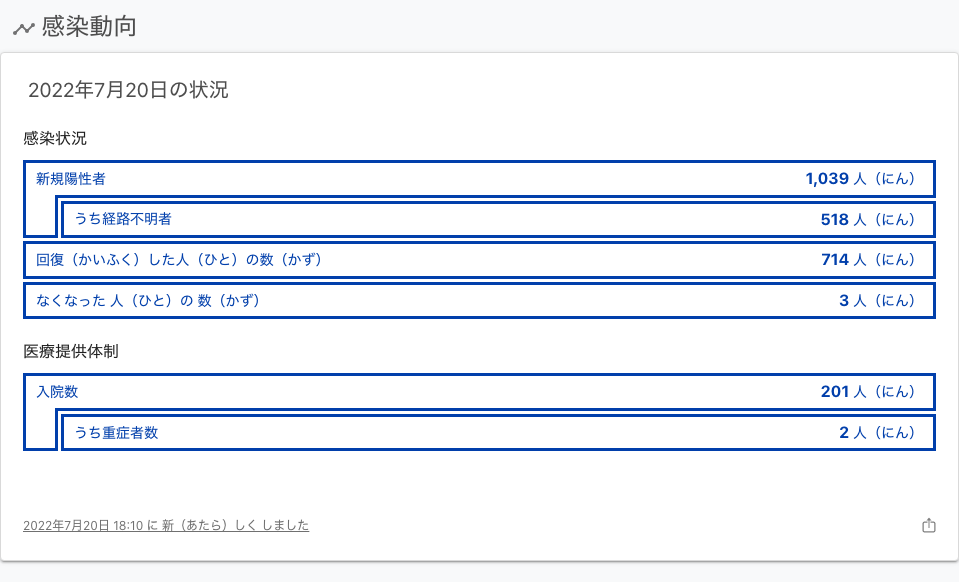 感染動向
2022年7月20日の状況
感染状況
新規陽性者 1,039 人（にん）
うち経路不明者 518 人（にん）
回復（かいふく）した人（ひと）の数（かず） 714 人（にん）
なくなった 人（ひと）の 数（かず） 3 人（にん）
医療提供体制
入院数 201 人（にん）
うち重症者数 2 人（にん）
2022年7月20日 18:10 に 新（あたら）しく しました